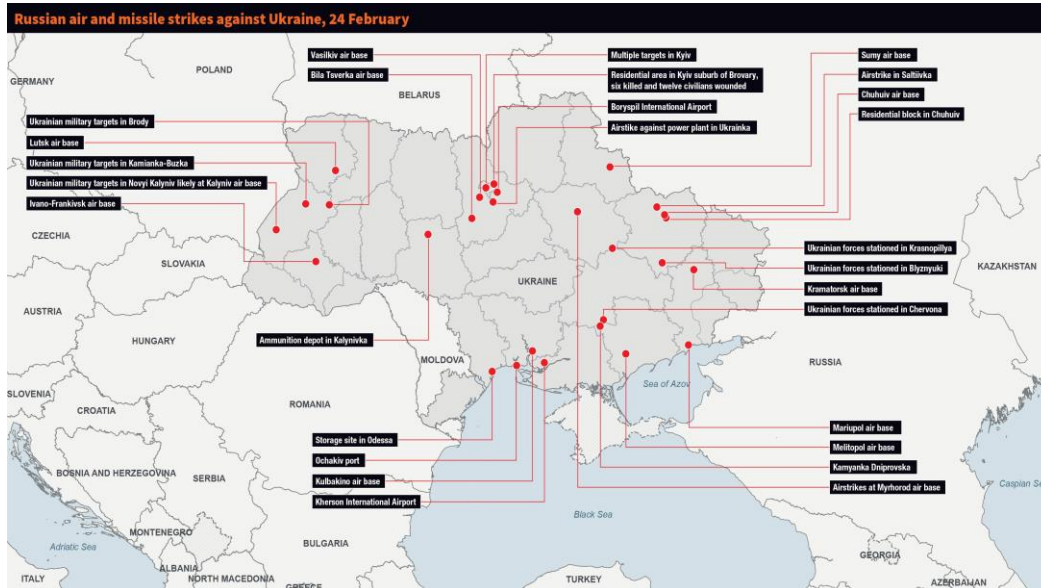 Russian air and missile strikes against Ukraine, 24 February
Vasilkiv air base
Bila Tsverka air base
Multiple targets in Kyiv
Residential area in Kyiv suburb of Brovary,
six killed and twelve civilians wounded
Boryspil International Airport
Airstike against power plant in Ukrainka
Sumy air base
Airstrike in Saltiivka
Chuhuiv air base
Residential block in Chuhuiv
Ukrainian military targets in Brody
Lutsk air base
Ukrainian military targets in Kamianka-Buzka
Ukrainian military targets in Novyi Kalyniv likely at Kalyniv air base
Ivano-Frankivsk air base
Ukrainian forces stationed in Krasnopillya
Ukrainian forces stationed in Blyznyuki
Kramatorsk air base
Ukrainian forces stationed in Chervona
Ammunition depot in Kalynivka
Storage site in Odessa
Ochakiv port
Kulbakino air base
Kherson International Airport
Mariupol air base
Melitopol air base
Kamyanka Dniprovska
Airstrikes at Myrhorod air base
GERMANY
POLAND
BELARUS
CZECHIA
SLOVAKIA
UKRAINE
KAZAKHSTAN
AUSTRIA
HUNGARY
MOLDOVA
RUSSIA
SLOVENIA
CROATIA
ROMANIA
Sea of Azov
BOSNIA AND HERZEGOVINA
SERBIA
Caspian Se
MONTENEGRO
Black Sea
Adriatic Sea
BULGARIA
GEORGIA
ALBANIA
ITALY
NORTH MACEDONIA
GREECE
TURKEY
AZERBAIJAN